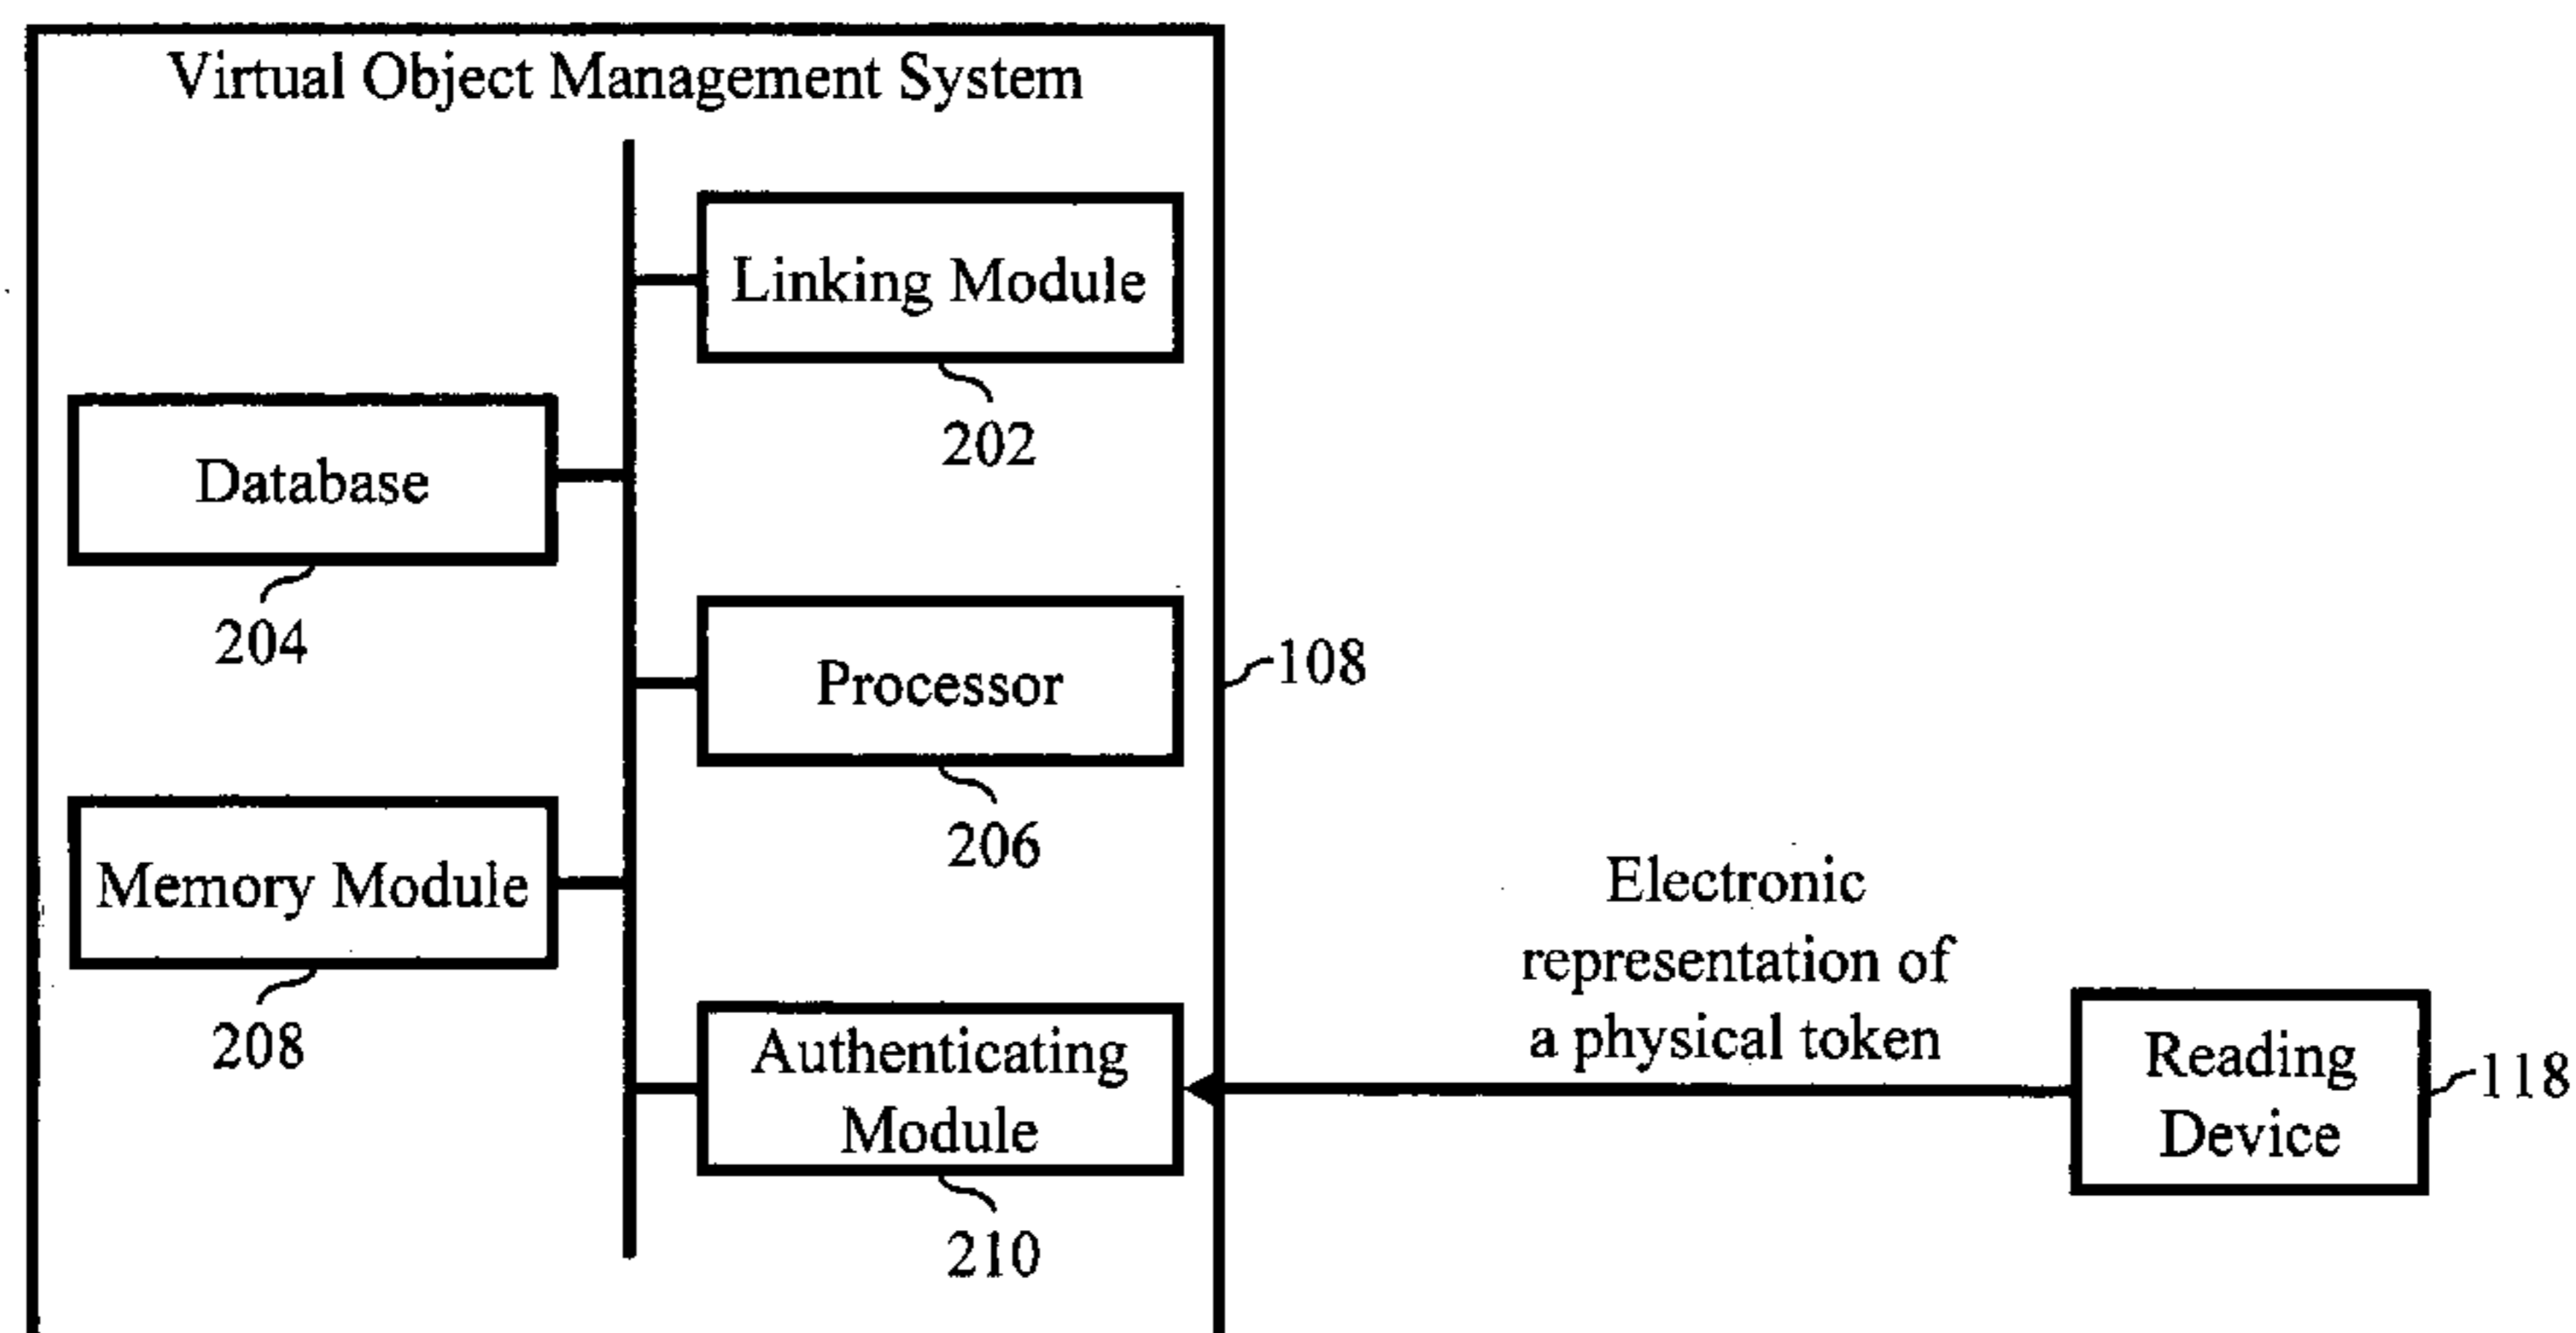 Virtual Object Management System
Linking Module
202
Database
204
Processor
206
108
Memory Module
208
Authenticating
Module
210
Electronic
representation of
a physical token
Reading
Device
118